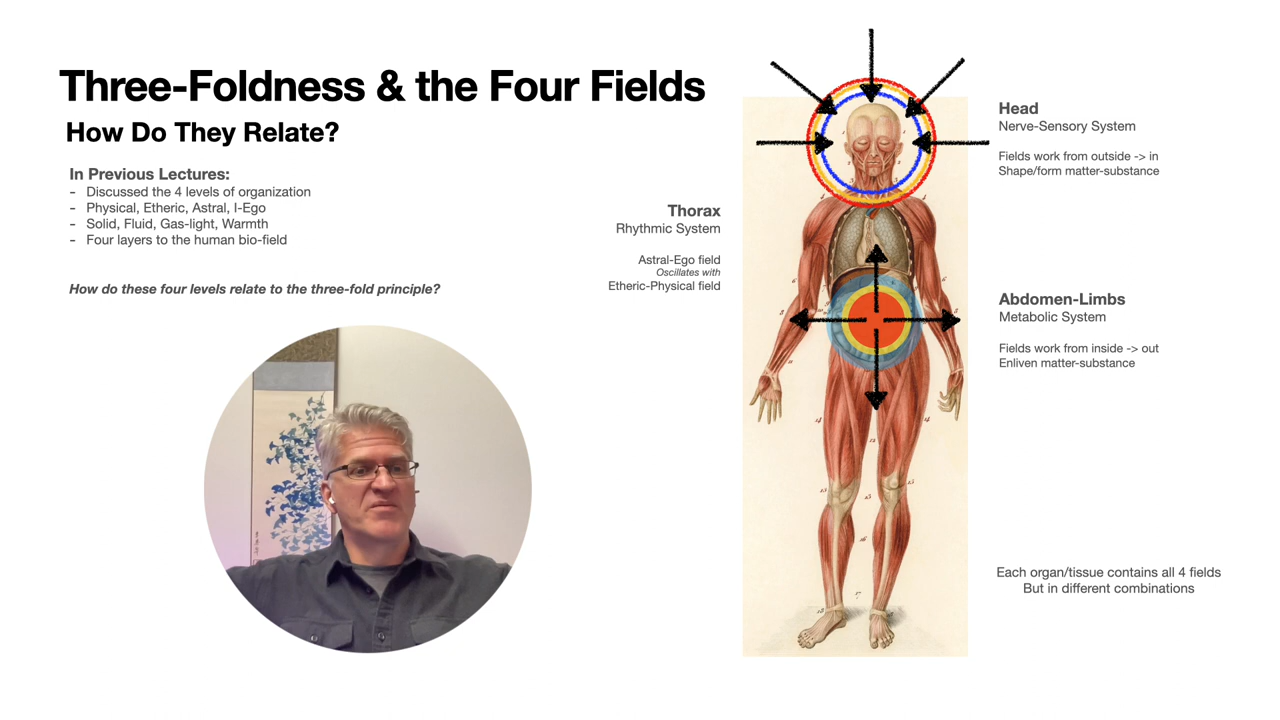 Three-Foldness & the Four Fields
How Do They Relate?
In Previous Lectures:
- Discussed the 4 levels of organization
- Physical, Etheric, Astral, I-Ego
- Solid, Fluid, Gas-light, Warmth
- Four layers to the human bio-field
How do these four levels relate to the three-fold principle?
Thorax
Rhythmic System
Astral-Ego field
Oscillates with
Etheric-Physical field
Head
Nerve-Sensory System
Fields work from outside -> in
Shape/form matter-substance
Abdomen-Limbs
Metabolic System
Fields work from inside -> out
Enliven matter-substance
Each organ/tissue contains all 4 fields
But in different combinations